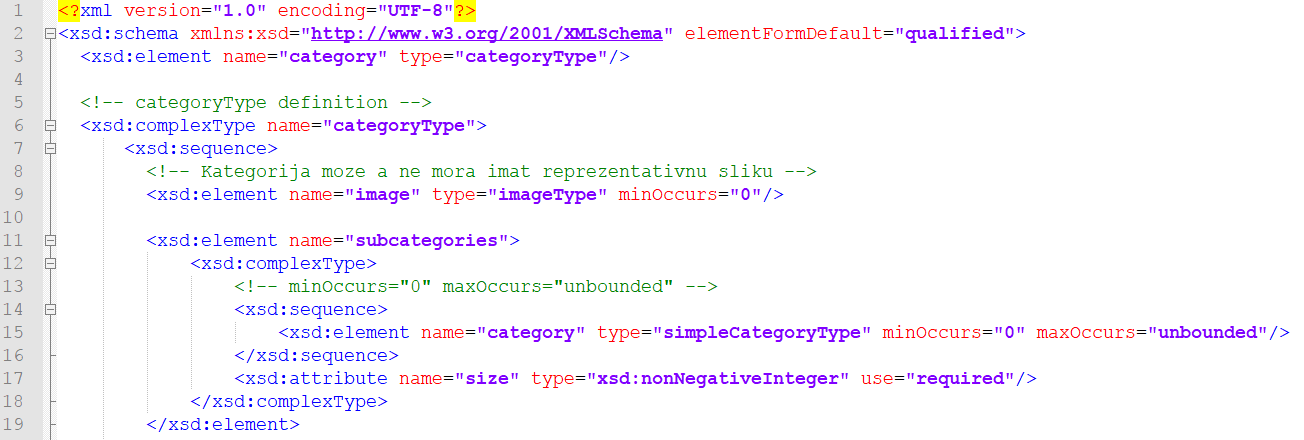 1 <?xml version="1.0" encoding="UTF-8"?>
2 <xsd:schema xmlns:xsd="http://www.w3.org/2001/XMLSchema" elementFormDefault="qualified">
3 <xsd:element name="category" type="categoryType"/>
4
5 <!-- categoryType definition -->
6 <xsd:complexType name="categoryType">
7 <xsd:sequence>
8 <!-- Kategorija moze a ne mora imat reprezentativnu sliku -->
9 <xsd:element name="image" type="imageType" minOccurs="0"/>
10
11 <xsd:element name="subcategories">
12 <xsd:complexType>
13 <!-- minOccurs="0" maxOccurs="unbounded" -->
14 <xsd:sequence>
15 <xsd:element name="category" type="simpleCategoryType" minOccurs="0" maxOccurs="unbounded"/>
16 </xsd:sequence>
17 <xsd:attribute name="size" type="xsd:nonNegativeInteger" use="required"/>
18 </xsd:complexType>
19 </xsd:element>